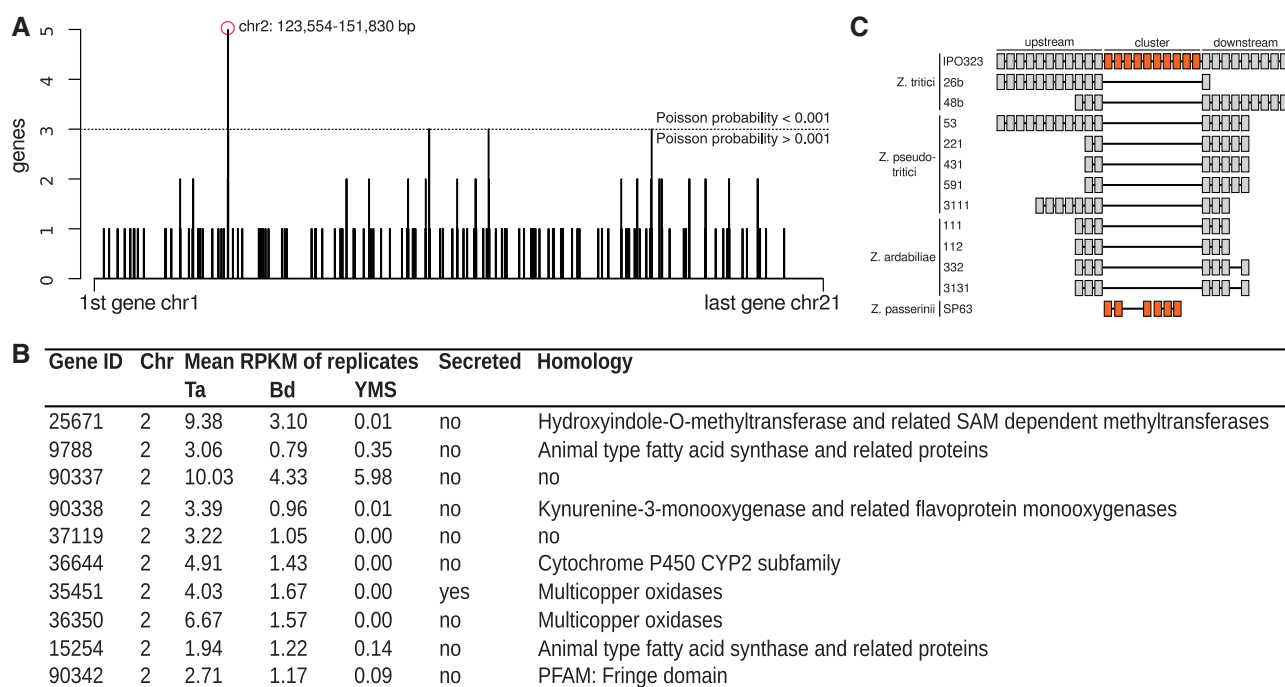 A
chr2: 123,554-151,830 bp
Poisson probability < 0.001
Poisson probability > 0.001
genes
0
1
2
3
4
5
1st gene chr1
last gene chr21
C
upstream cluster downstream
IPO323
Z. tritici
26b
48b
53
221
Z. pseudo-
tritici
431
591
3111
111
112
Z. ardabiliae
332
3131
Z. passerinii SP63
B
Gene ID Chr Mean RPKM of replicates Secreted Homology
Ta Bd YMS
25671 2 9.38 3.10 0.01 no Hydroxyindole-O-methyltransferase and related SAM dependent methyltransferases
9788 2 3.06 0.79 0.35 no Animal type fatty acid synthase and related proteins
90337 2 10.03 4.33 5.98 no no
90338 2 3.39 0.96 0.01 no Kynurenine-3-monooxygenase and related flavoprotein monooxygenases
37119 2 3.22 1.05 0.00 no no
36644 2 4.91 1.43 0.00 no Cytochrome P450 CYP2 subfamily
35451 2 4.03 1.67 0.00 yes Multicopper oxidases
36350 2 6.67 1.57 0.00 no Multicopper oxidases
15254 2 1.94 1.22 0.14 no Animal type fatty acid synthase and related proteins
90342 2 2.71 1.17 0.09 no PFAM: Fringe domain